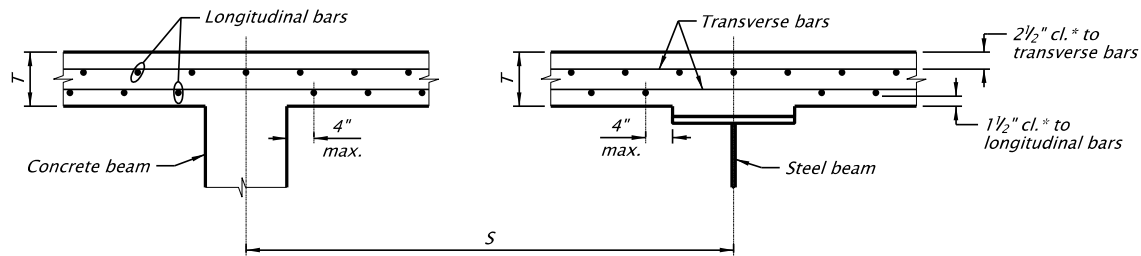 Longitudinal bars
Transverse bars
2½" cl.* to
transverse bars
T
T
4"
max.
4"
max.
1½" cl.* to
longitudinal bars
Concrete beam
Steel beam
S